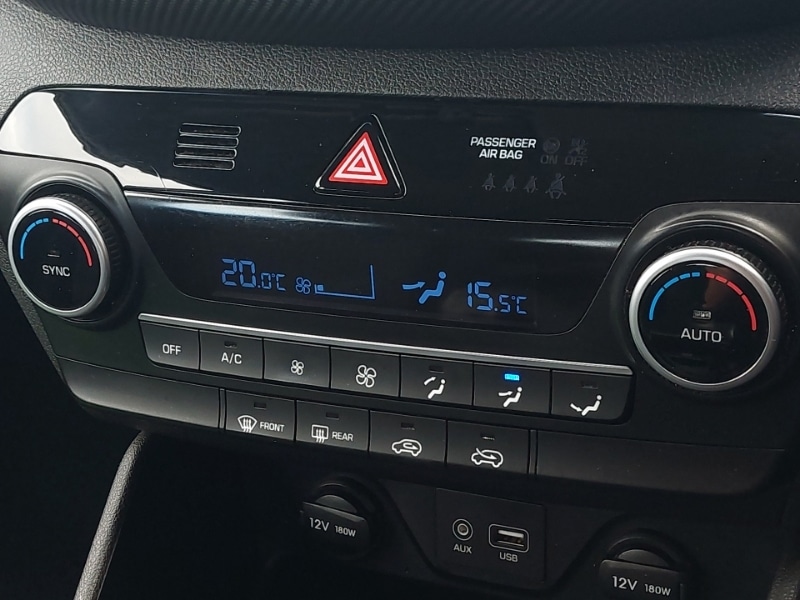 PASSENGER
AIR BAG
ON OFF
SYNC
20.0°C
15.5°C
AUTO
OFF
A/C
FRONT
REAR
12V 180W
AUX
USB
12V 180W